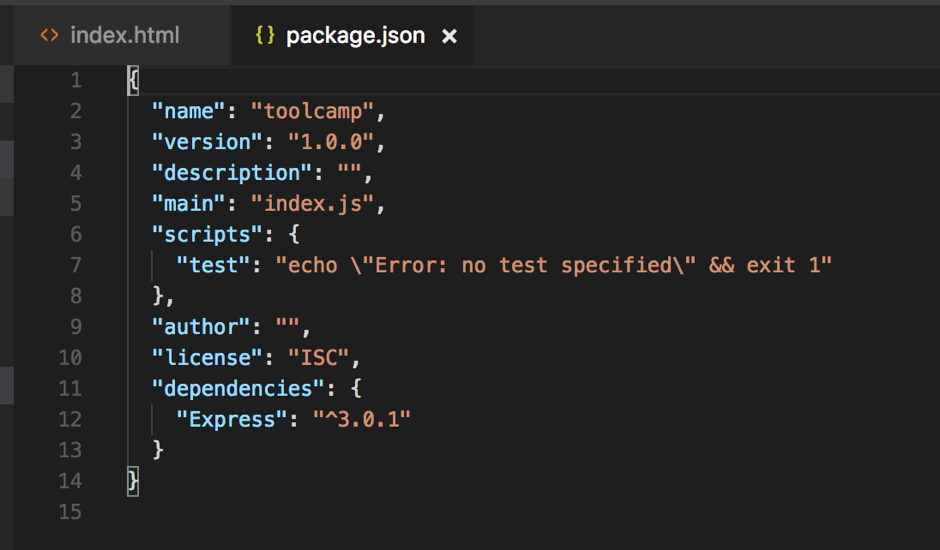 index.html package.json
1 {
2 "name": "toolcamp",
3 "version": "1.0.0",
4 "description": "",
5 "main": "index.js",
6 "scripts": {
7 "test": "echo \"Error: no test specified\" && exit 1"
8 },
9 "author": "",
10 "license": "ISC",
11 "dependencies": {
12 "Express": "^3.0.1"
13 }
14 }
15